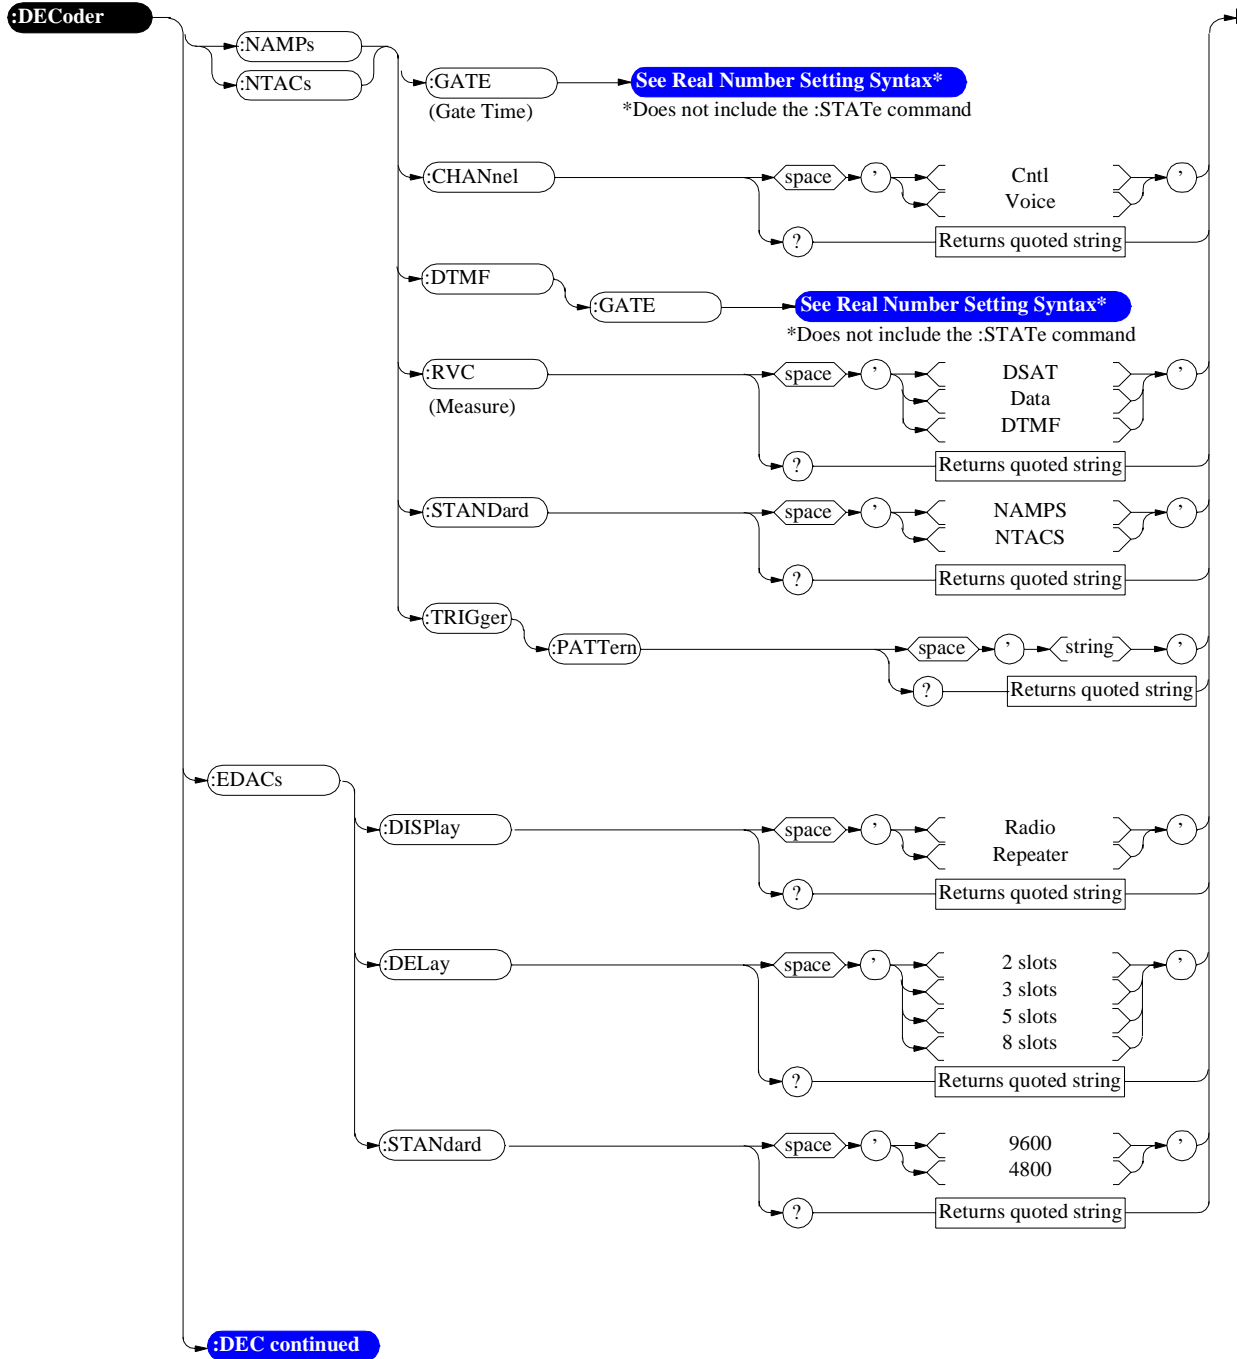 :DECoder
:NAMPs
:NTACs
:GATE
See Real Number Setting Syntax*
(Gate Time)
*Does not include the :STATe command
:CHANnel
space
'
Cntl
'
Voice
?
Returns quoted string
:DTMF
:GATE
See Real Number Setting Syntax*
*Does not include the :STATe command
:RVC
(Measure)
space
'
DSAT
'
Data
DTMF
?
Returns quoted string
:STANDard
space
'
NAMPS
'
NTACS
?
Returns quoted string
:TRIGger
:PATTern
space
'
string
'
?
Returns quoted string
:EDACs
:DISPlay
space
'
Radio
'
Repeater
?
Returns quoted string
:DELay
space
'
2 slots
'
3 slots
5 slots
8 slots
?
Returns quoted string
:STANdard
space
'
9600
'
4800
?
Returns quoted string
:DEC continued